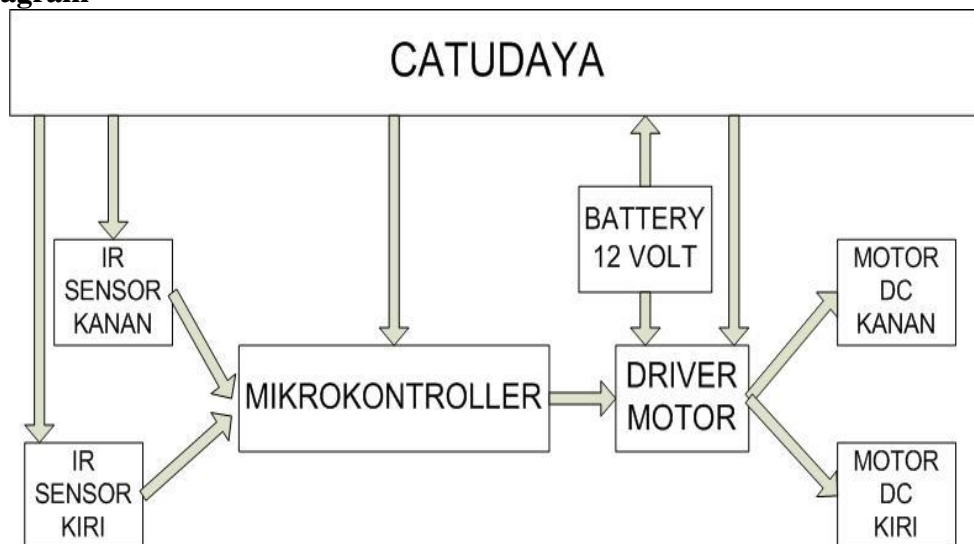 CATUDAYA
BATTERY
12 VOLT
IR
SENSOR
KANAN
MOTOR
DC
KANAN
MIKROKONTROLLER
DRIVER
MOTOR
IR
SENSOR
KIRI
MOTOR
DC
KIRI